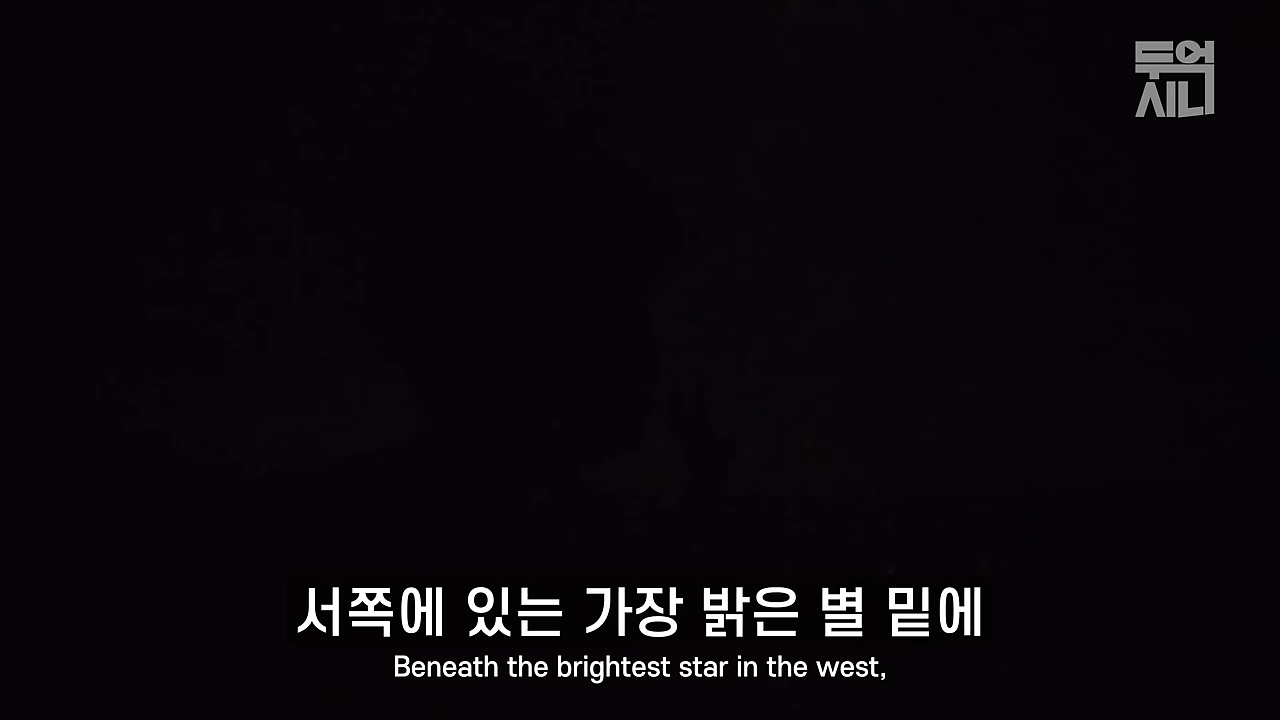 두어
시니
서쪽에 있는 가장 밝은 별 밑에
Beneath the brightest star in the west,